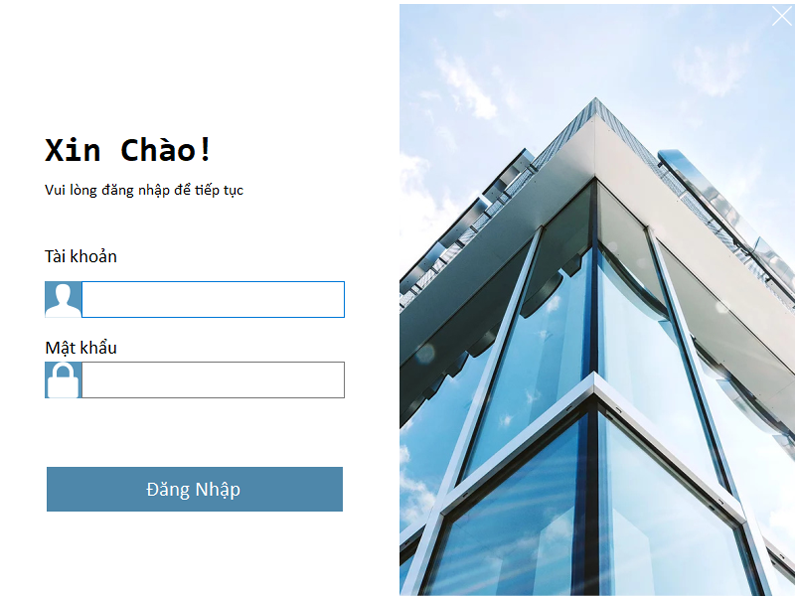 Xin Chào!
Vui lòng đăng nhập để tiếp tục
Tài khoản
Mật khẩu
Đăng Nhập